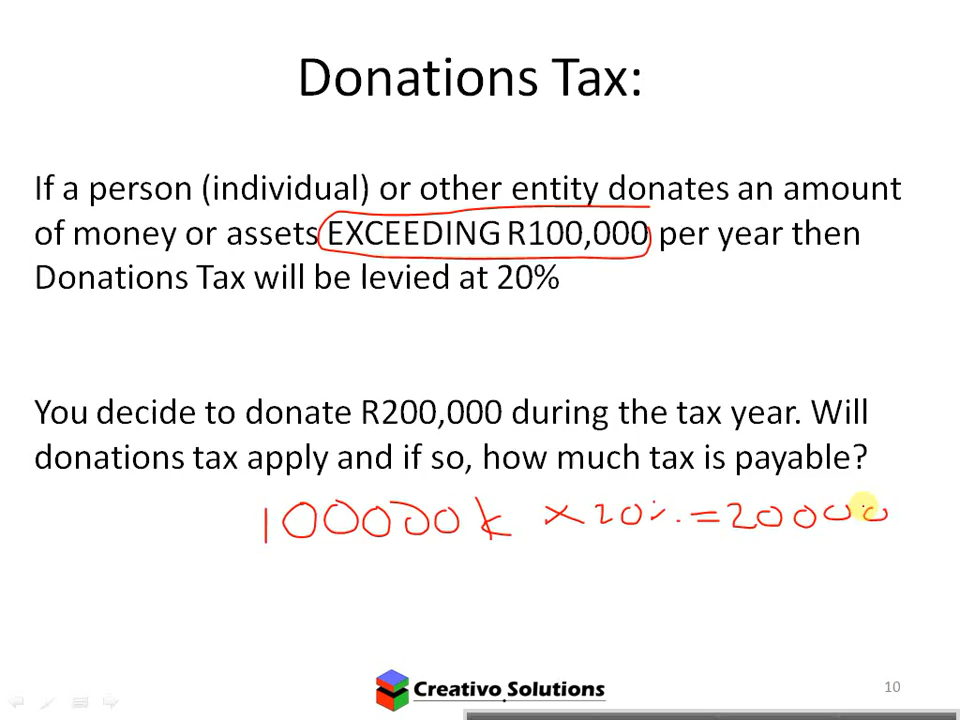 Donations Tax:
If a person (individual) or other entity donates an amount
of money or assets EXCEEDING R100,000 per year then
Donations Tax will be levied at 20%
You decide to donate R200,000 during the tax year. Will
donations tax apply and if so, how much tax is payable?
100000k × 20% = 20000
Creativo Solutions
10